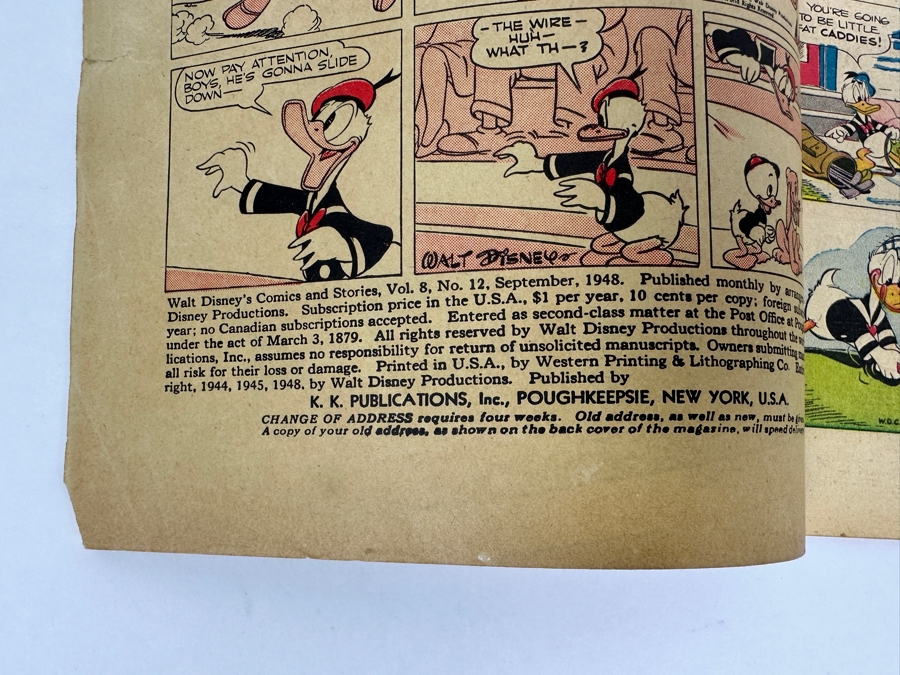 Rights Reserved
NOW PAY ATTENTION,
BOYS, HE'S GONNA SLIDE
DOWN—
-THE WIRE-
HUH-
WHAT TH—?
YOU'RE GOING
TO BE LITTLE
CADDIES!
WALT DISNEY
Walt Disney's Comics and Stories, Vol. 8, No. 12, September, 1948. Published monthly by
Disney Productions. Subscription price in the U.S.A., $1 per year, 10 cents per copy; foreign
year; no Canadian subscriptions accepted. Entered as second-class matter at the Post Office at
under the act of March 3, 1879. All rights reserved by Walt Disney Productions throughout the
lications, Inc., assumes no responsibility for return of unsolicited manuscripts. Owners submitting
all risk for their loss or damage. Printed in U.S.A., by Western Printing & Lithographing Co.
right, 1944, 1945, 1948, by Walt Disney Productions. Published by
K. K. PUBLICATIONS, Inc., POUGHKEEPSIE, NEW YORK, U.S.A.
CHANGE OF ADDRESS requires four weeks. Old address, as well as new, must be
A copy of your old address, as shown on the back cover of the magazine, will speed
W.D.C.